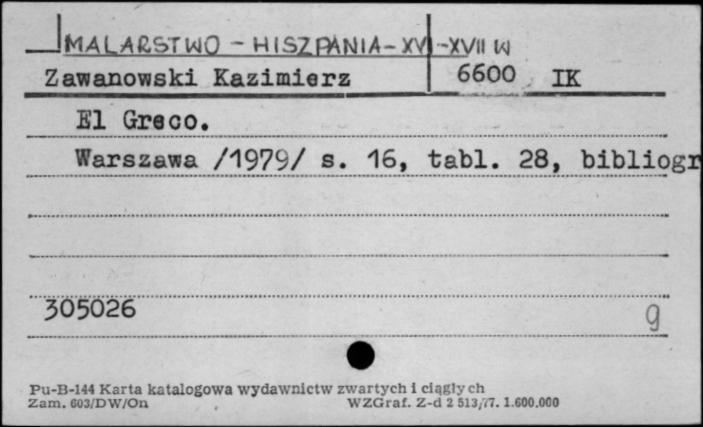 MALARSTWO - HISZPANIA - XVI - XVII W
Zawanowski Kazimierz 6600 IK
El Greco.
Warszawa /1979/ s. 16, tabl. 28, bibliogr
305026 g
Pu-B-144 Karta katalogowa wydawnictw zwartych i ciągłych
Zam. 603/DW/On WZGraf. Z-d 2 513/77. 1.600.000